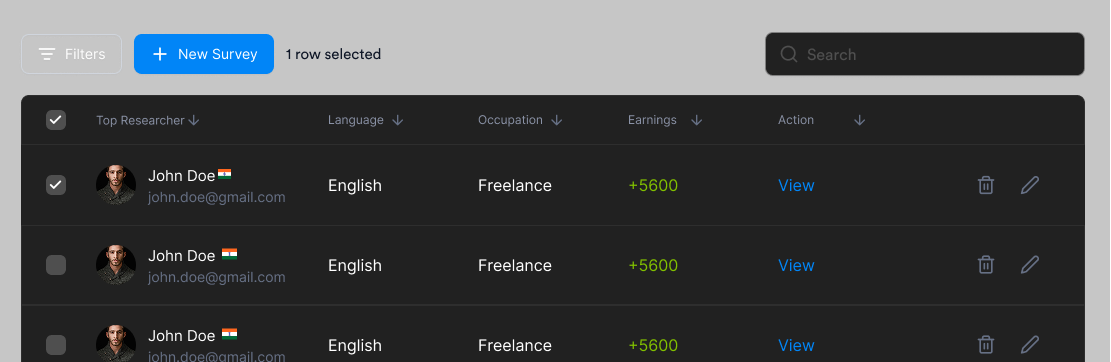 Filters
New Survey
1 row selected
Search
Top Researcher Language Occupation Earnings Action
John Doe
john.doe@gmail.com
English Freelance +5600 View
John Doe
john.doe@gmail.com
English Freelance +5600 View
John Doe
john.doe@gmail.com
English Freelance +5600 View